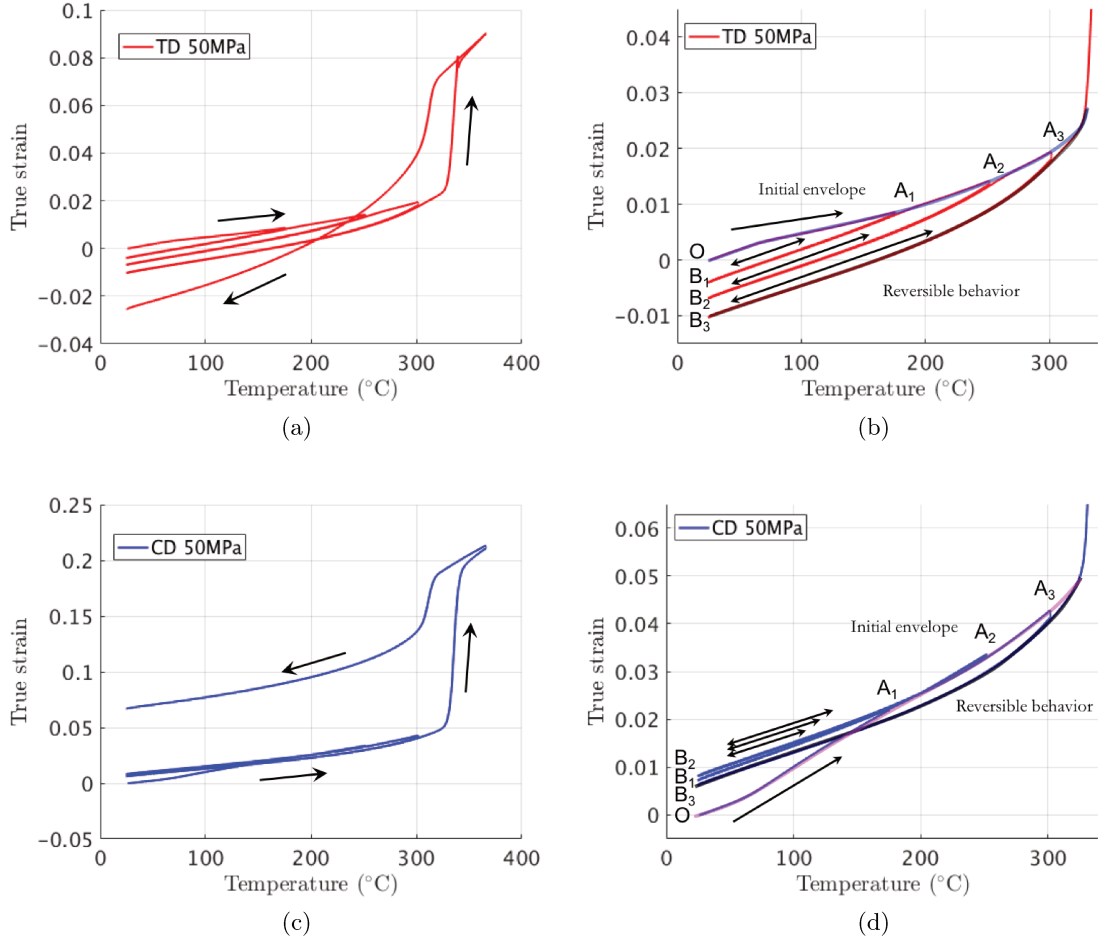 0.1
0.08
0.06
0.04
0.02
0
-0.02
-0.04
True strain
TD 50MPa
0 100 200 300 400
Temperature (°C)
(a)
0.04
0.03
0.02
0.01
0
-0.01
True strain
TD 50MPa
A3
A2
A1
Initial envelope
O
B1
B2
B3
Reversible behavior
0 100 200 300
Temperature (°C)
(b)
0.25
0.2
0.15
0.1
0.05
0
-0.05
True strain
CD 50MPa
0 100 200 300 400
Temperature (°C)
(c)
0.06
0.05
0.04
0.03
0.02
0.01
0
True strain
CD 50MPa
A3
Initial envelope
A2
A1
Reversible behavior
B2
B1
B3
O
0 100 200 300
Temperature (°C)
(d)